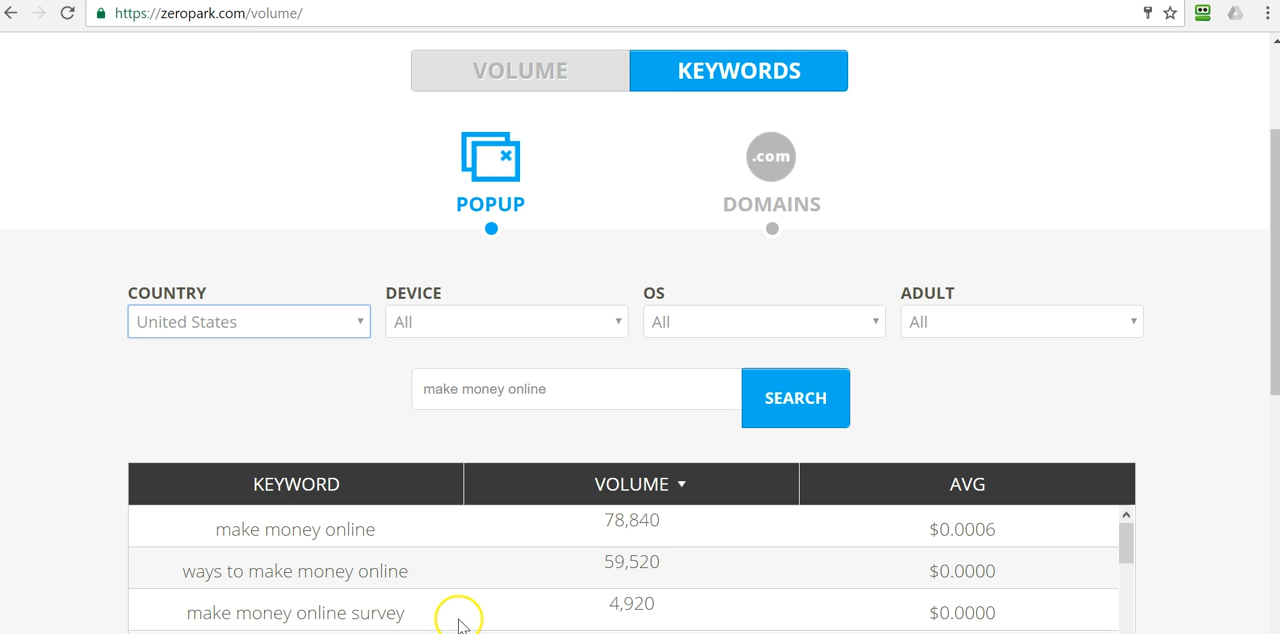 https://zeropark.com/volume/
VOLUME KEYWORDS
.com
POPUP DOMAINS
COUNTRY DEVICE OS ADULT
United States All All All
make money online SEARCH
KEYWORD VOLUME AVG
make money online 78,840 $0.0006
ways to make money online 59,520 $0.0000
make money online survey 4,920 $0.0000